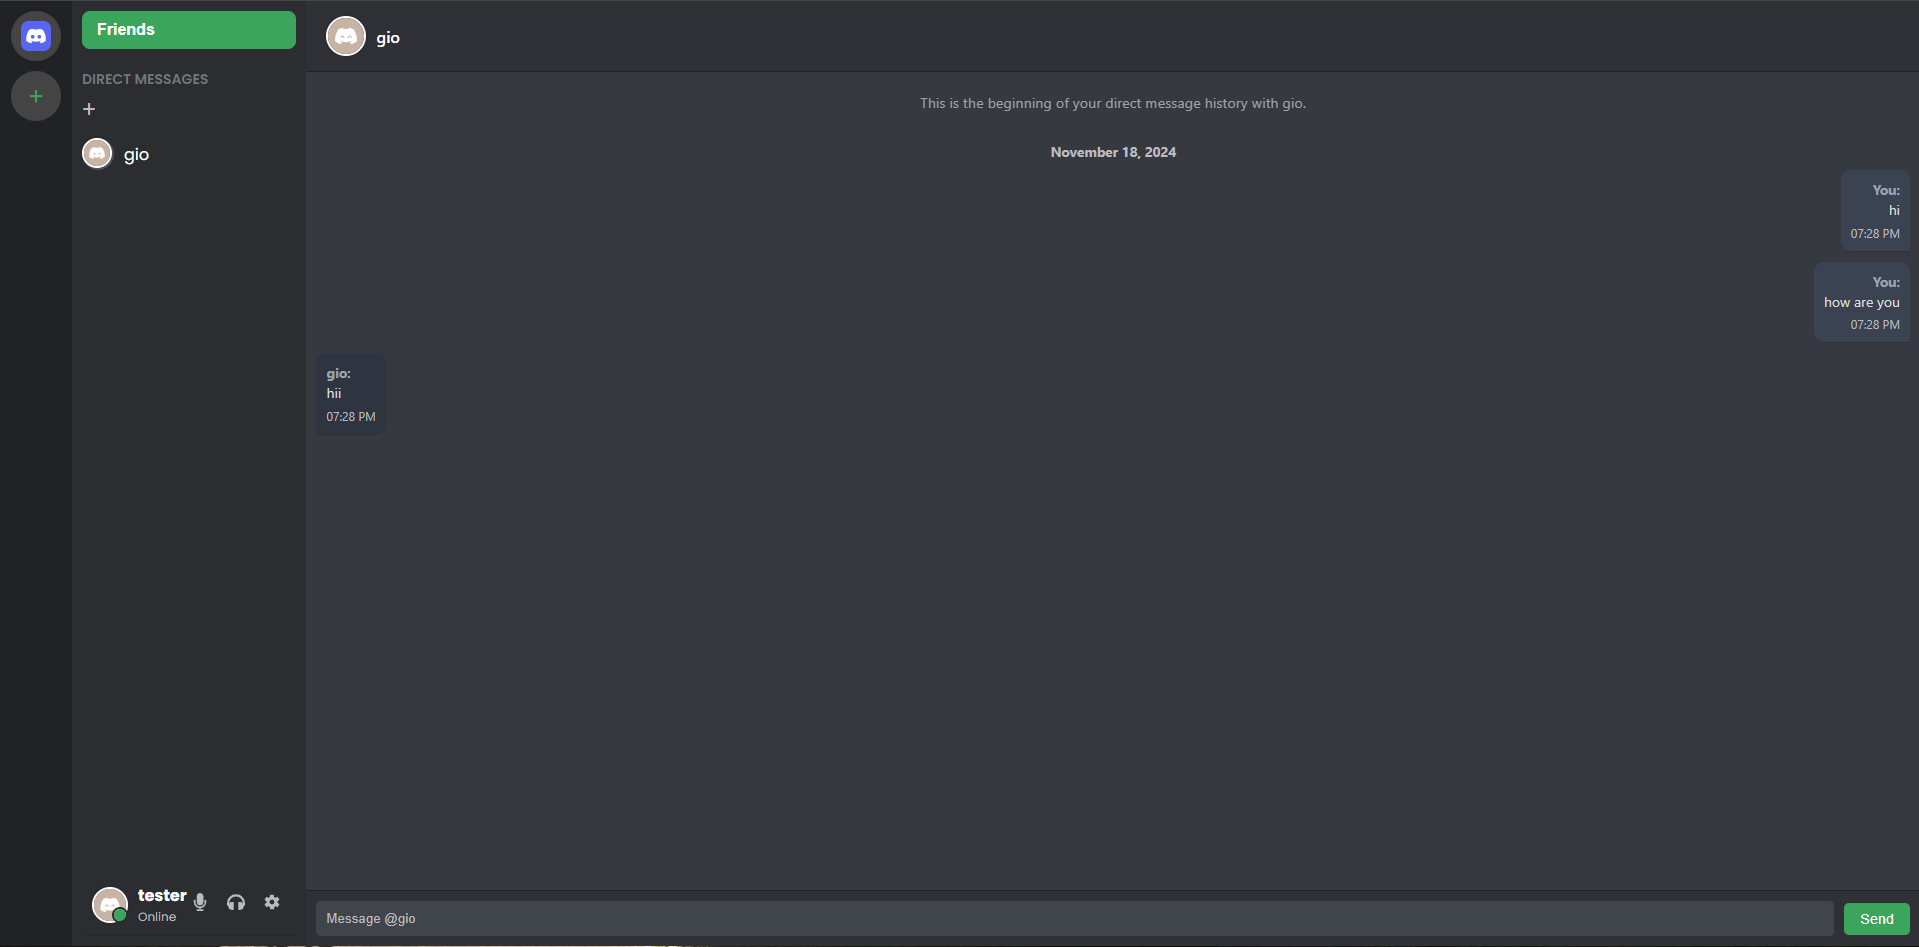 Friends
DIRECT MESSAGES
+
gio
tester
Online
gio
This is the beginning of your direct message history with gio.
November 18, 2024
You:
hi
07:28 PM
You:
how are you
07:28 PM
gio:
hii
07:28 PM
Message @gio
Send